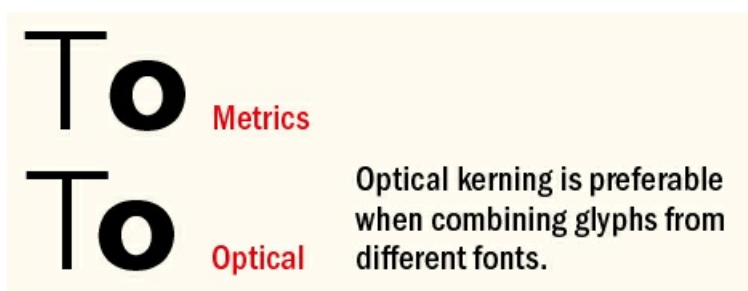 To Metrics
To Optical
Optical kerning is preferable
when combining glyphs from
different fonts.